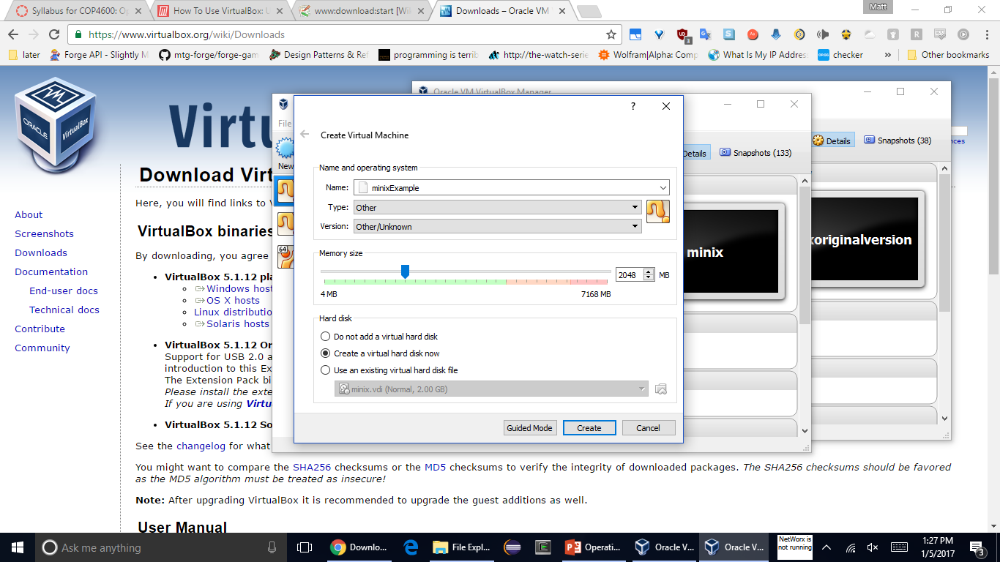 Matt
Syllabus for COP4600: Op
How To Use VirtualBox: U
www:download:start [Wik
Downloads – Oracle VM
https://www.virtualbox.org/wiki/Downloads
3
later
Forge API - Slightly M
mtg-forge/forge-gam
Design Patterns & Ref
programming is terrib
http://the-watch-serie
Wolfram|Alpha: Comp
What Is My IP Address
checker
»
Other bookmarks
ORACLE
VirtualBox
Virtu
Oracle VM VirtualBox Manager
Details
Snapshots (38)
ences
File
New
64
Details
Snapshots (133)
minix
koriginalversion
?
Create Virtual Machine
Name and operating system
Name: minixExample
Type: Other
Version: Other/Unknown
Memory size
2048 MB
4 MB 7168 MB
Hard disk
Do not add a virtual hard disk
Create a virtual hard disk now
Use an existing virtual hard disk file
minix.vdi (Normal, 2.00 GB)
Guided Mode Create Cancel
About
Screenshots
Downloads
Documentation
End-user docs
Technical docs
Contribute
Community
Download Virt
Here, you will find links to V
VirtualBox binaries
By downloading, you agree
VirtualBox 5.1.12 pla
Windows host
OS X hosts
Linux distributio
Solaris hosts
VirtualBox 5.1.12 Or
Support for USB 2.0 a
introduction to this Ex
The Extension Pack bi
Please install the exte
If you are using Virtu
VirtualBox 5.1.12 So
See the changelog for what
You might want to compare the SHA256 checksums or the MD5 checksums to verify the integrity of downloaded packages. The SHA256 checksums should be favored
as the MD5 algorithm must be treated as insecure!
Note: After upgrading VirtualBox it is recommended to upgrade the guest additions as well.
User Manual
Ask me anything
Downlo...
File Expl...
Operati...
Oracle V...
Oracle V...
NetWorx is
not running
1:27 PM
1/5/2017
3